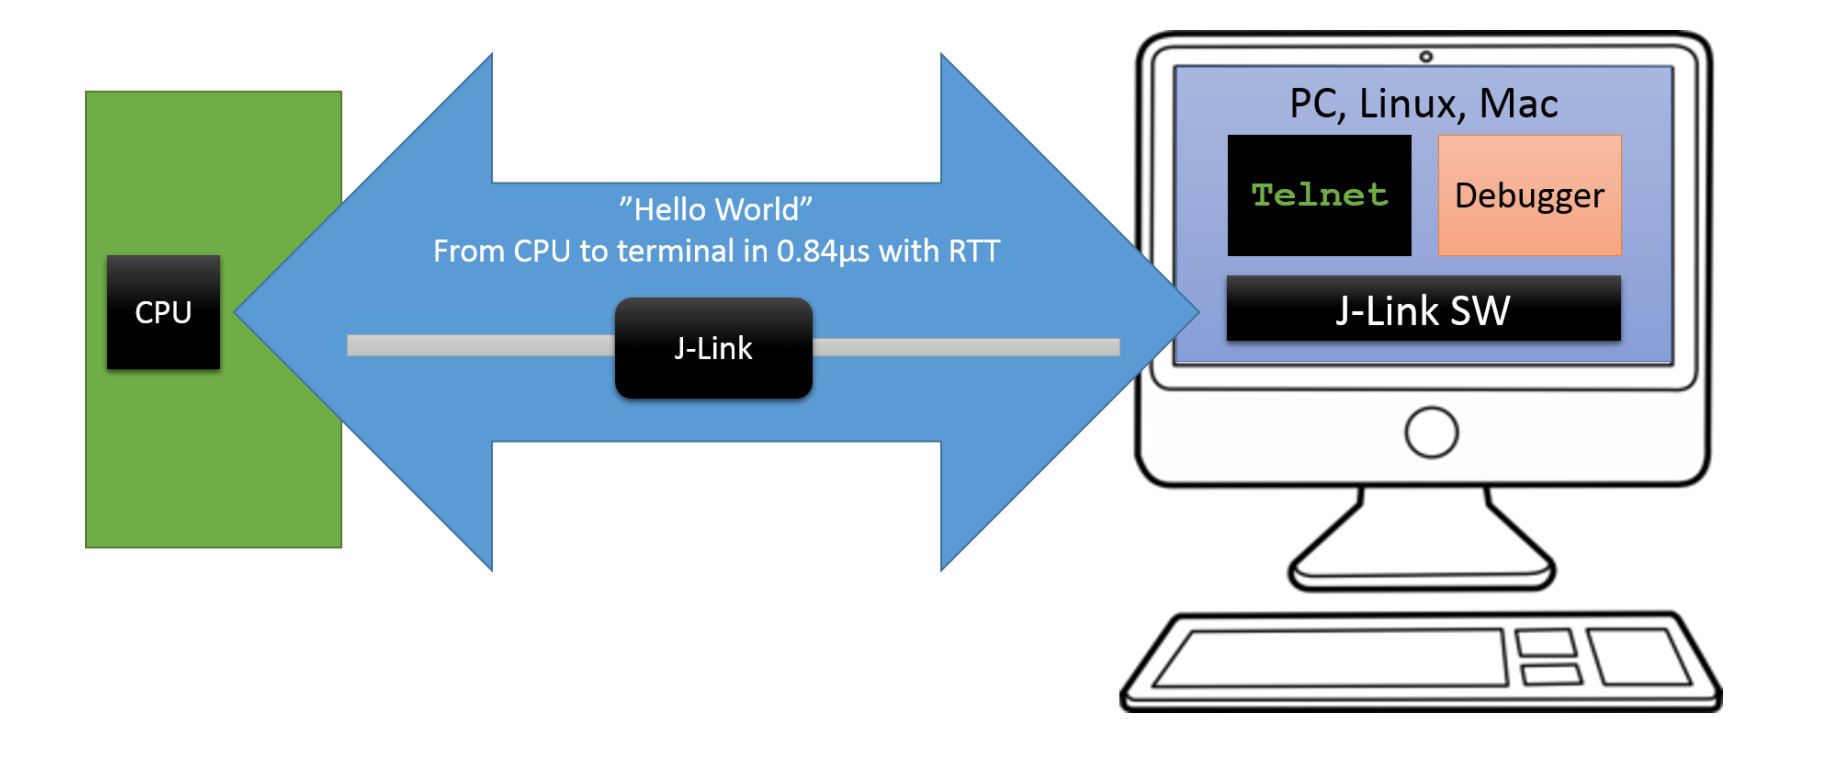 PC, Linux, Mac
”Hello World”
From CPU to terminal in 0.84µs with RTT
Telnet
Debugger
CPU
J-Link
J-Link SW